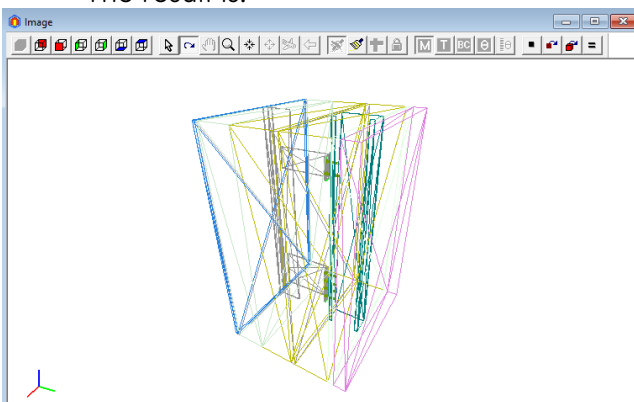 The result is:
Image
M T BC Θ Θ